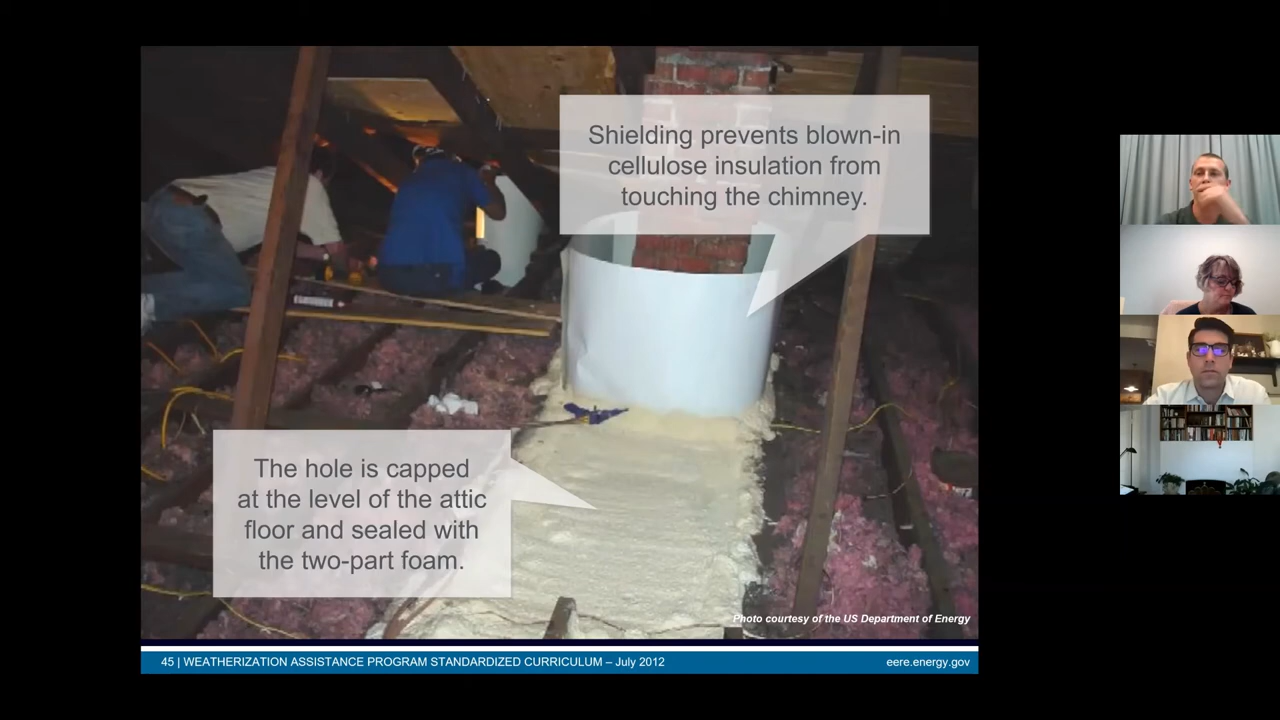 Shielding prevents blown-in
cellulose insulation from
touching the chimney.
The hole is capped
at the level of the attic
floor and sealed with
the two-part foam.
Photo courtesy of the US Department of Energy
45 | WEATHERIZATION ASSISTANCE PROGRAM STANDARDIZED CURRICULUM – July 2012
eere.energy.gov